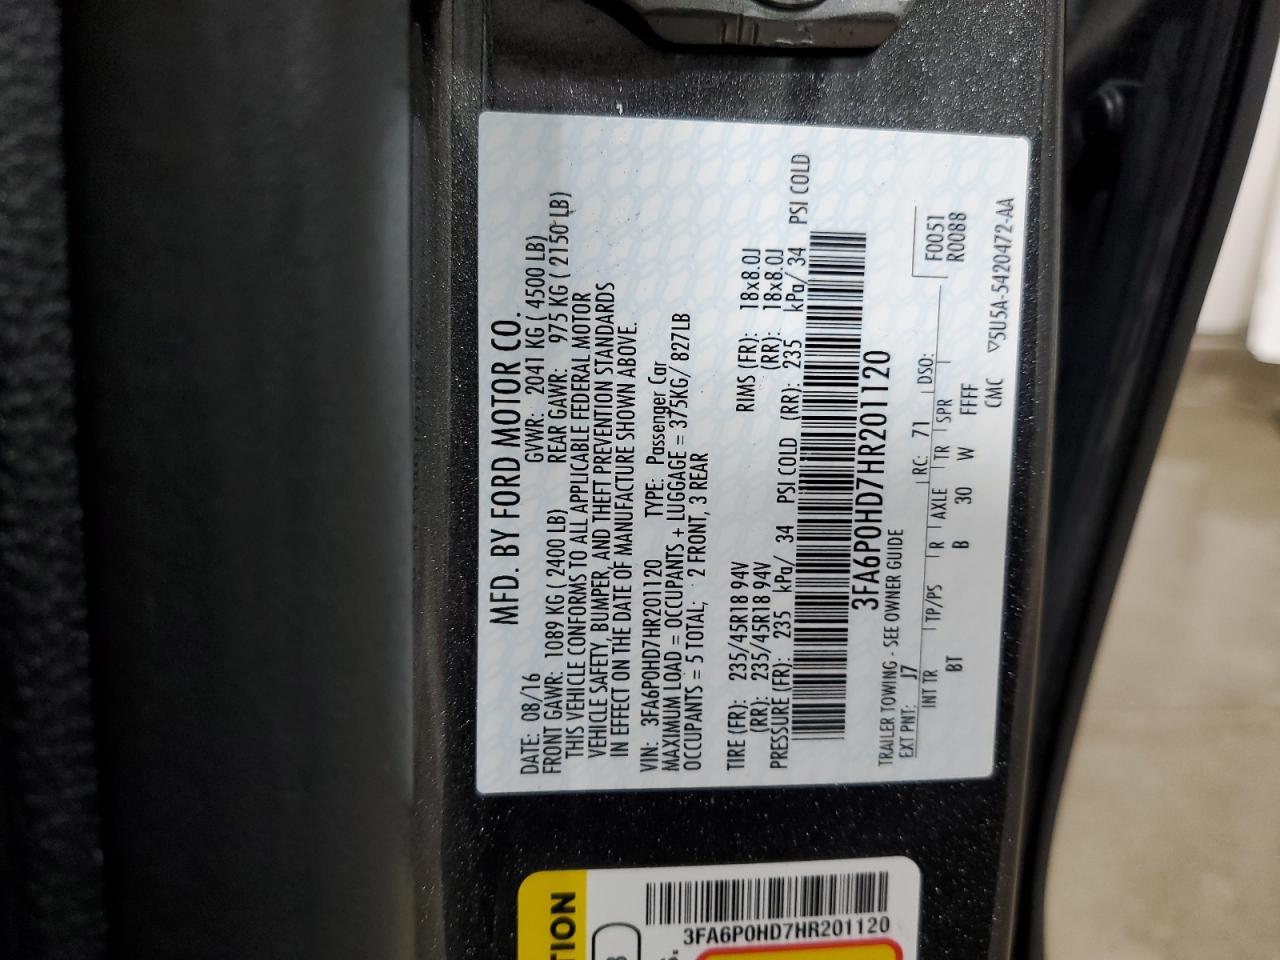 MFD. BY FORD MOTOR CO.
DATE: 08/16 GVWR: 2041 KG ( 4500 LB)
FRONT GAWR: 1089 KG ( 2400 LB) REAR GAWR: 975 KG ( 2150 LB)
THIS VEHICLE CONFORMS TO ALL APPLICABLE FEDERAL MOTOR
VEHICLE SAFETY, BUMPER, AND THEFT PREVENTION STANDARDS
IN EFFECT ON THE DATE OF MANUFACTURE SHOWN ABOVE.
VIN: 3FA6P0HD7HR201120 TYPE: Passenger Car
MAXIMUM LOAD = OCCUPANTS + LUGGAGE = 375KG/ 827LB
OCCUPANTS = 5 TOTAL; 2 FRONT, 3 REAR
TIRE (FR): 235/45R18 94V RIMS (FR): 18x8.0J
(RR): 235/45R18 94V (RR): 18x8.0J
PRESSURE (FR): 235 kPa/ 34 PSI COLD (RR): 235 kPa/ 34 PSI COLD
3FA6P0HD7HR201120
TRAILER TOWING - SEE OWNER GUIDE F0051
EXT PNT: J7 RC: 71 DSO: R0088
INT TR TP/PS R AXLE TR SPR
BT B 30 W FFFF
CMC ▽5U5A-5420472-AA
TION
3FA6P0HD7HR201120